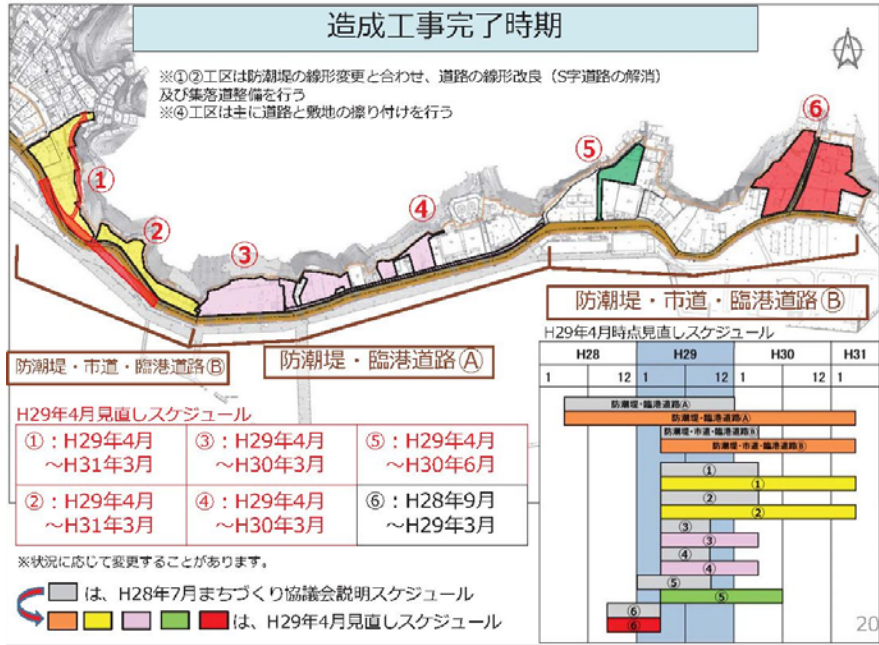 造成工事完了時期
※①②工区は防潮堤の線形変更と合わせ、道路の線形改良（S字道路の解消）
及び集落道整備を行う
※④工区は主に道路と敷地の擦り付けを行う
①
②
③
④
⑤
⑥
防潮堤・市道・臨港道路Ⓑ
防潮堤・臨港道路Ⓐ
防潮堤・市道・臨港道路Ⓑ
H29年4月見直しスケジュール
①：H29年4月
～H31年3月
③：H29年4月
～H30年3月
⑤：H29年4月
～H30年6月
②：H29年4月
～H31年3月
④：H29年4月
～H30年3月
⑥：H28年9月
～H29年3月
※状況に応じて変更することがあります。
は、H28年7月まちづくり協議会説明スケジュール
は、H29年4月見直しスケジュール
H29年4月時点見直しスケジュール
H28 H29 H30 H31
1 12 1 12 1 12 1
防潮堤・臨港道路Ⓐ
防潮堤・臨港道路Ⓐ
防潮堤・市道・臨港道路Ⓑ
防潮堤・市道・臨港道路Ⓑ
①
①
②
②
③
③
④
④
⑤
⑤
⑥
⑥
20